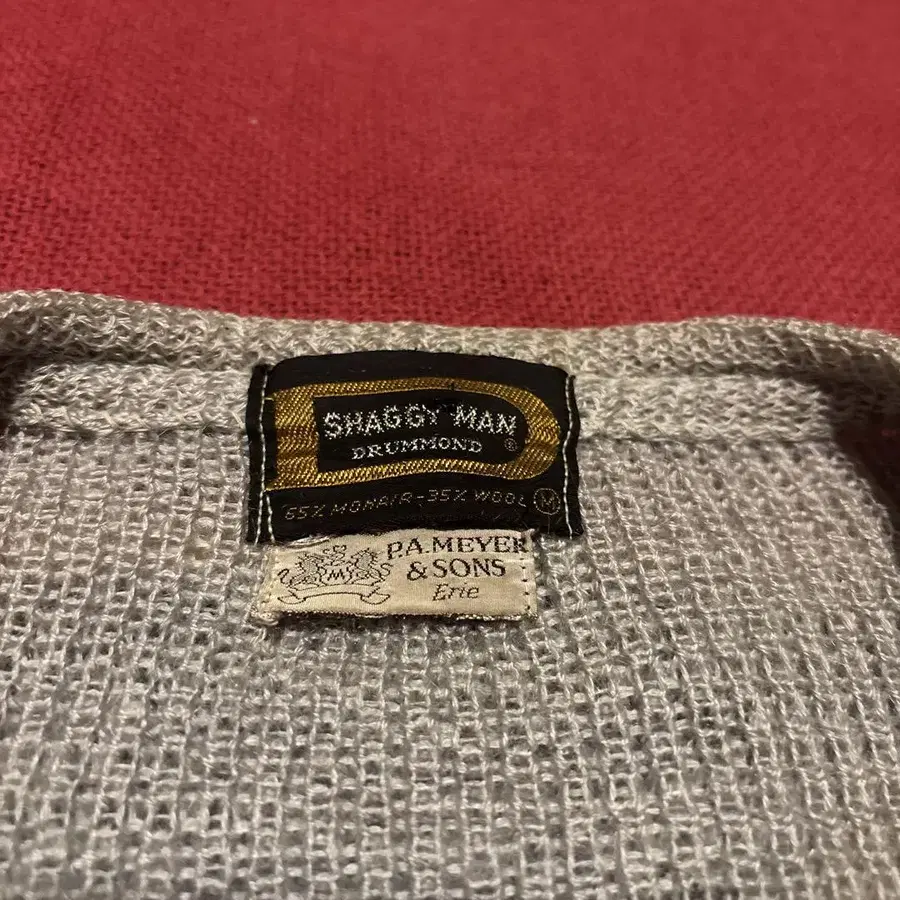 SHAGGY MAN
DRUMMOND ®
65% MOHAIR-35% WOOL M
P.A. MEYER
& SONS
Erie
M